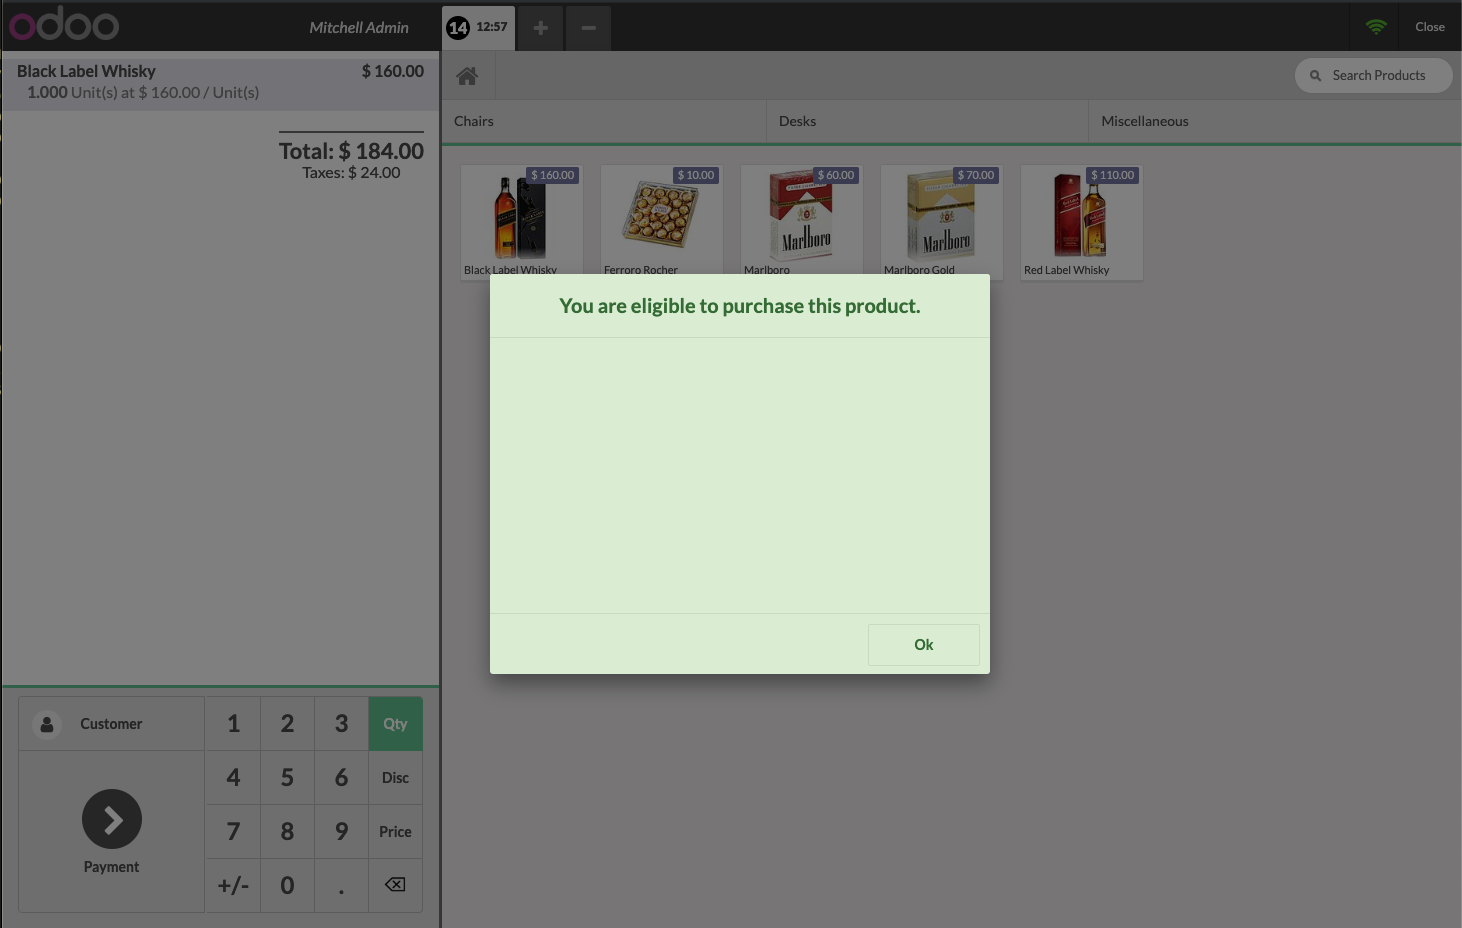 odoo
Mitchell Admin
14 12:57
+
−
Close
Black Label Whisky $ 160.00
1.000 Unit(s) at $ 160.00 / Unit(s)
Total: $ 184.00
Taxes: $ 24.00
Search Products
Chairs
Desks
Miscellaneous
$ 160.00
Black Label Whisky
$ 10.00
Ferroro Rocher
$ 60.00
Marlboro
Marlboro
$ 70.00
Marlboro
Marlboro Gold
$ 110.00
Red Label Whisky
You are eligible to purchase this product.
Ok
Customer
1 2 3 Qty
4 5 6 Disc
7 8 9 Price
+/- 0 .
Payment